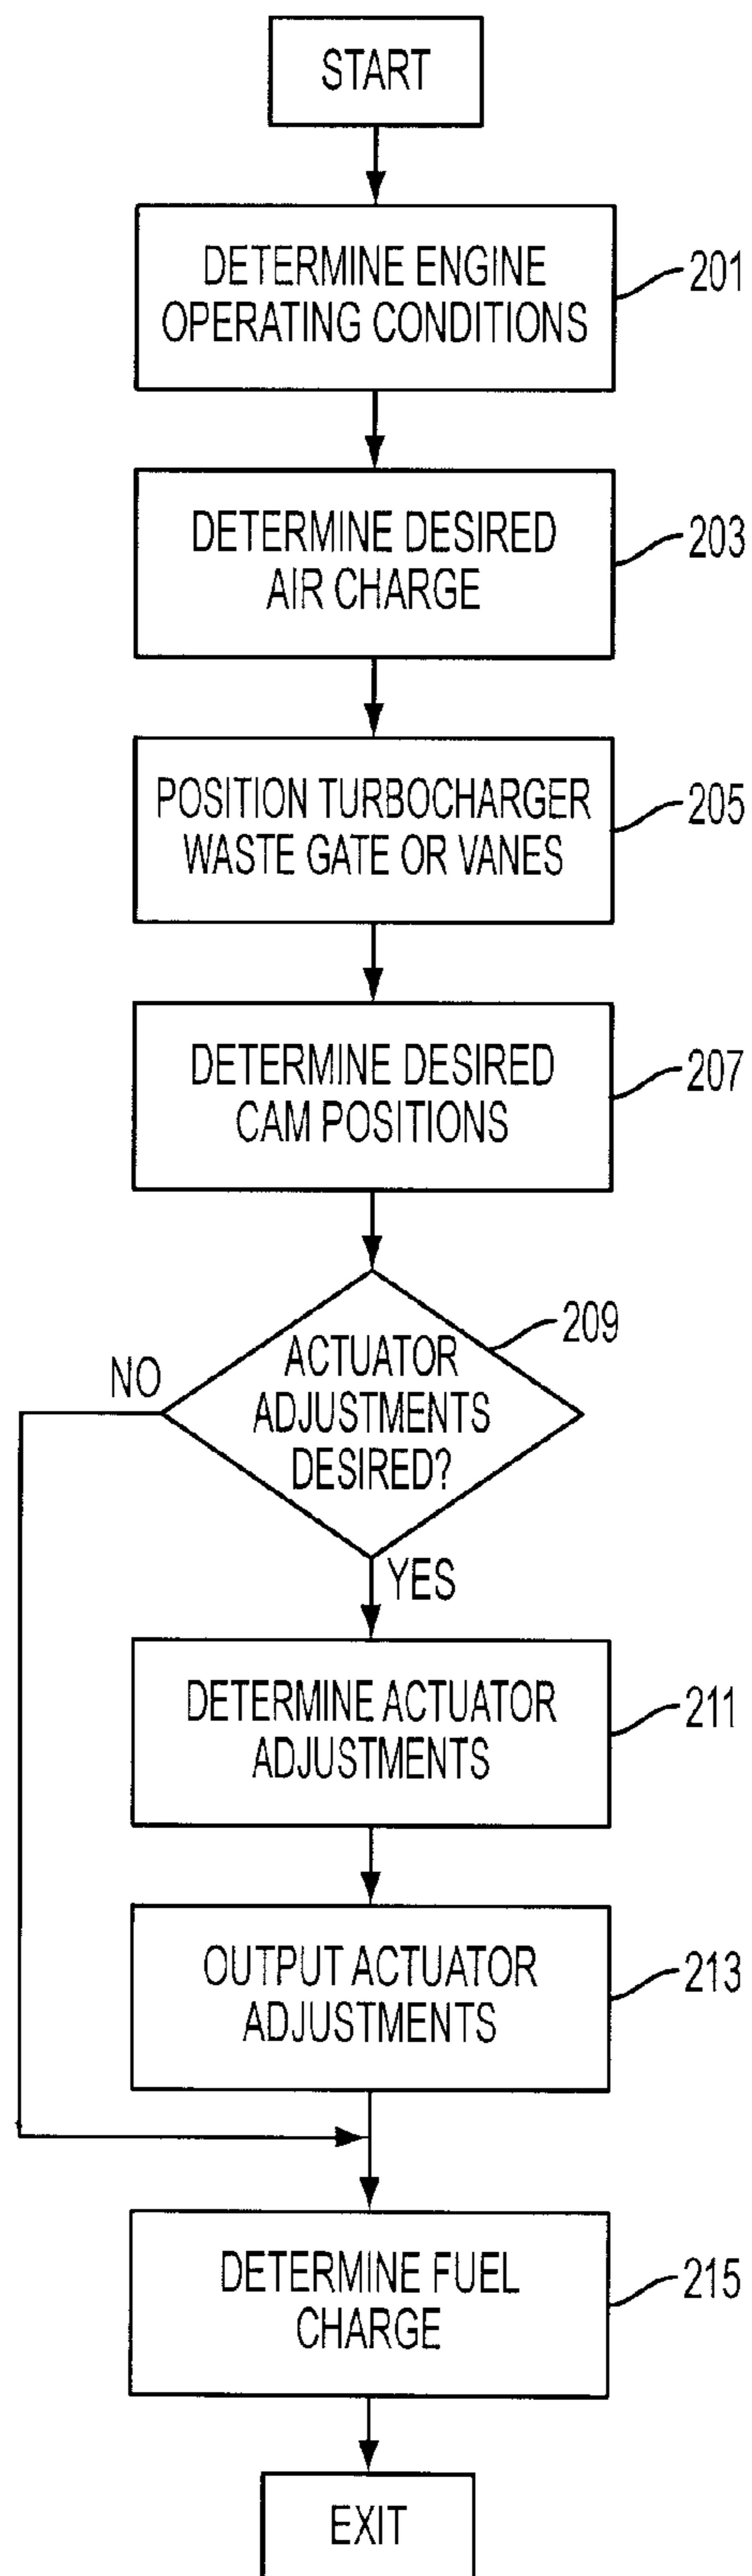 START
DETERMINE ENGINE
OPERATING CONDITIONS
201
DETERMINE DESIRED
AIR CHARGE
203
POSITION TURBOCHARGER
WASTE GATE OR VANES
205
DETERMINE DESIRED
CAM POSITIONS
207
ACTUATOR
ADJUSTMENTS
DESIRED?
209
NO
YES
DETERMINE ACTUATOR
ADJUSTMENTS
211
OUTPUT ACTUATOR
ADJUSTMENTS
213
DETERMINE FUEL
CHARGE
215
EXIT